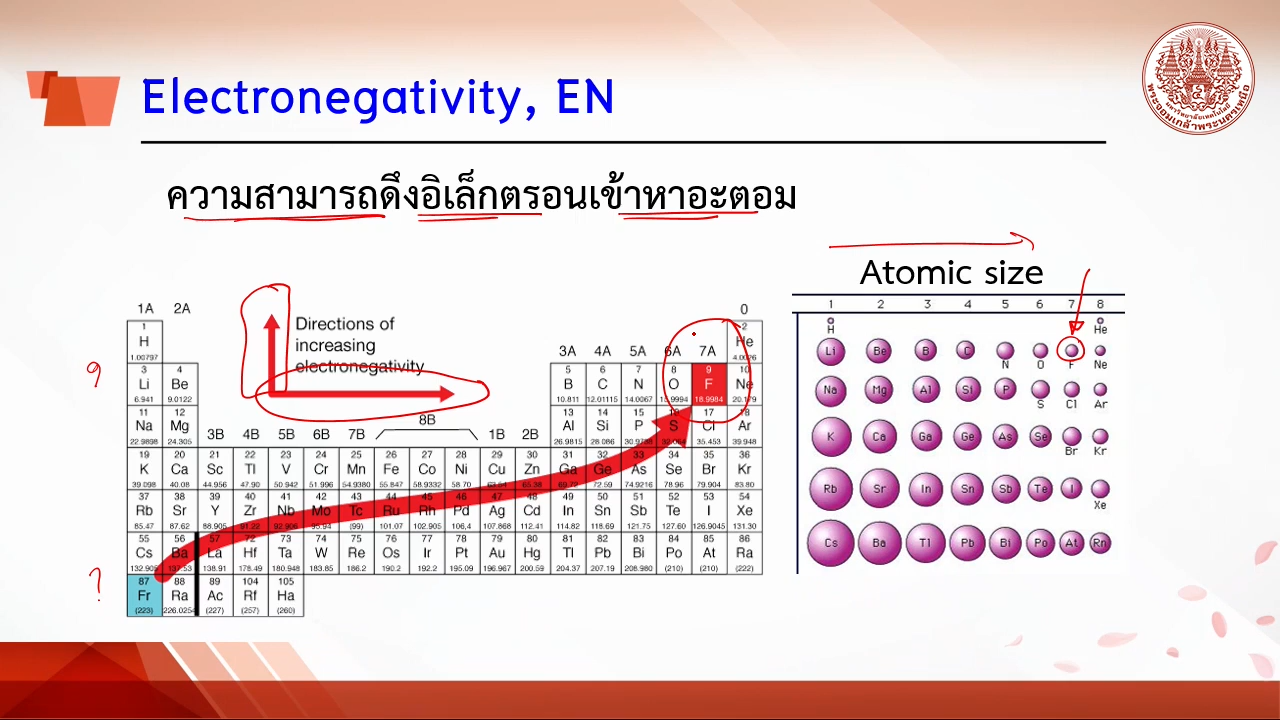 Electronegativity, EN
ความสามารถดึงอิเล็กตรอนเข้าหาอะตอม
Directions of
increasing
electronegativity
1A 2A 3B 4B 5B 6B 7B 8B 1B 2B 3A 4A 5A 6A 7A 0
1 2
H He
1.00797 4.0026
3 4 5 6 7 8 9 10
Li Be B C N O F Ne
6.941 9.0122 10.811 12.01115 14.0067 15.9994 18.9984 20.179
11 12 13 14 15 16 17 18
Na Mg Al Si P S Cl Ar
22.9898 24.305 26.9815 28.086 30.9738 32.064 35.453 39.948
19 20 21 22 23 24 25 26 27 28 29 30 31 32 33 34 35 36
K Ca Sc Tl V Cr Mn Fe Co Ni Cu Zn Ga Ge As Se Br Kr
39.098 40.08 44.956 47.90 50.942 51.996 54.9380 55.847 58.9332 58.70 63.54 65.38 69.72 72.59 74.9216 78.96 79.904 83.80
37 38 39 40 41 42 43 44 45 46 47 48 49 50 51 52 53 54
Rb Sr Y Zr Nb Mo Tc Ru Rh Pd Ag Cd In Sn Sb Te I Xe
85.47 87.62 88.905 91.22 92.906 95.94 (99) 101.07 102.905 106.4 107.868 112.41 114.82 118.69 121.75 127.60 126.9045 131.30
55 56 57 72 73 74 75 76 77 78 79 80 81 82 83 84 85 86
Cs Ba La Hf Ta W Re Os Ir Pt Au Hg Tl Pb Bi Po At Ra
132.905 137.53 138.91 178.49 180.948 183.85 186.2 190.2 192.2 195.09 196.967 200.59 204.37 207.19 208.980 (210) (210) (222)
87 88 89 104 105
Fr Ra Ac Rf Ha
(223) 226.0254 (227) (257) (260)
Atomic size
1 2 3 4 5 6 7 8
H He
Li Be B C N O F Ne
Na Mg Al Si P S Cl Ar
K Ca Ga Ge As Se Br Kr
Rb Sr In Sn Sb Te I Xe
Cs Ba Tl Pb Bi Po At Rn